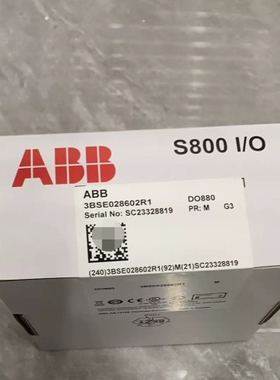 ABB
S800 I/O
ABB
3BSE028602R1 DO880
Serial No: SC23328819 PR: M G3
(240)3BSE028602R1(92)M(21)SC23328819